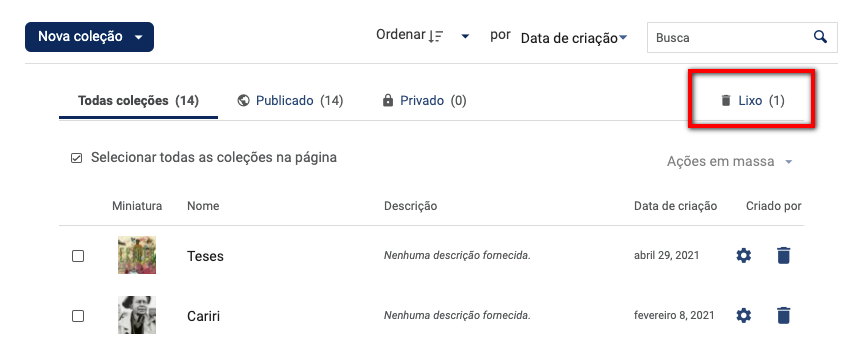 Nova coleção
Ordenar
por
Data de criação
Busca
Todas coleções (14)
Publicado (14)
Privado (0)
Lixo (1)
Selecionar todas as coleções na página
Ações em massa
Miniatura
Nome
Descrição
Data de criação
Criado por
Teses
Nenhuma descrição fornecida.
abril 29, 2021
Cariri
Nenhuma descrição fornecida.
fevereiro 8, 2021